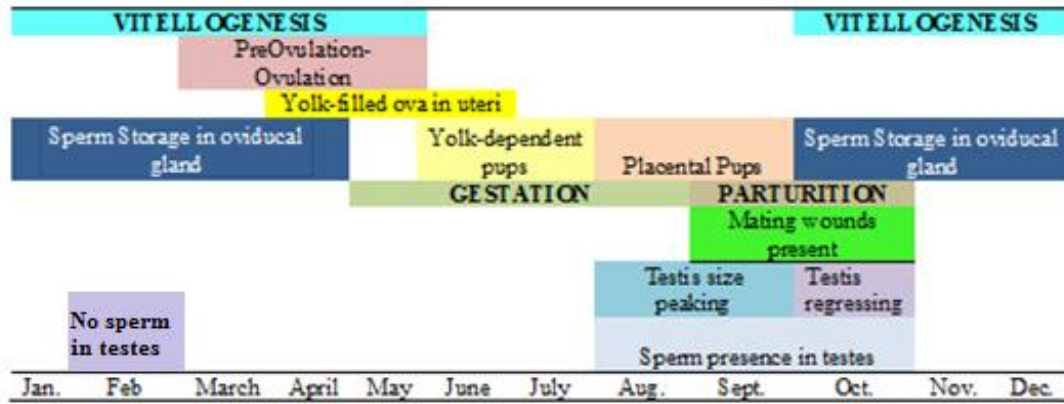 VITELLOGENESIS VITELLOGENESIS
PreOvulation-
Ovulation
Yolk-filled ova in uteri
Sperm Storage in oviducal
gland
Yolk-dependent
pups
Placental Pups
Sperm Storage in oviducal
gland
GESTATION PARTURITION
Mating wounds
present
Testis size
peaking
Testis
regressing
No sperm
in testes
Sperm presence in testes
Jan. Feb March April May June July Aug. Sept. Oct. Nov. Dec.